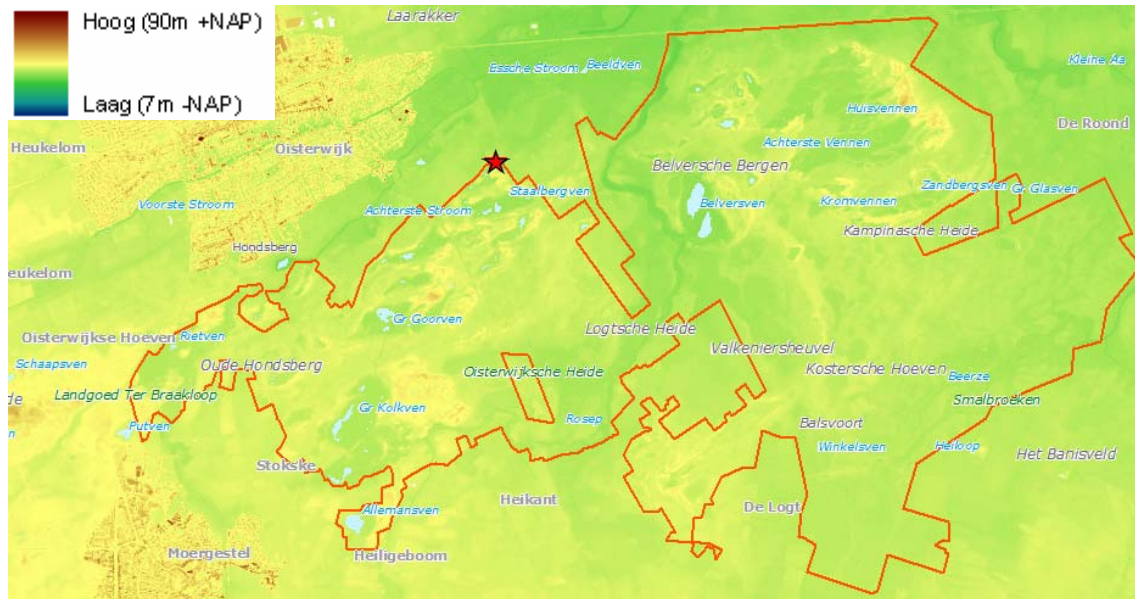 Hoog (90m +NAP)
Laag (7m -NAP)
Laarakker
Essche Stroom
Beeldven
Kleine Aa
Huisvennen
De Roond
Heukelom
Oisterwijk
Achterste Vennen
Belversche Bergen
Staalbergven
Zandbergsven
Gr Glasven
Voorste Stroom
Achterste Stroom
Belversven
Kromvennen
Kampinasche Heide
Hondsberg
eukelom
Gr Goorven
Logtsche Heide
Oisterwijkse Hoeven
Rietven
Valkeniersheuvel
Schaapsven
Oude Hondsberg
Oisterwijksche Heide
Kostersche Hoeven
Beerze
de
Landgoed Ter Braakloop
Smalbroeken
Gr Kolkven
Rosep
Putven
Balsvoort
n
Winkelsven
Heiloop
Het Banisveld
Stokske
Heikant
De Logt
Allemansven
Moergestel
Heiligeboom